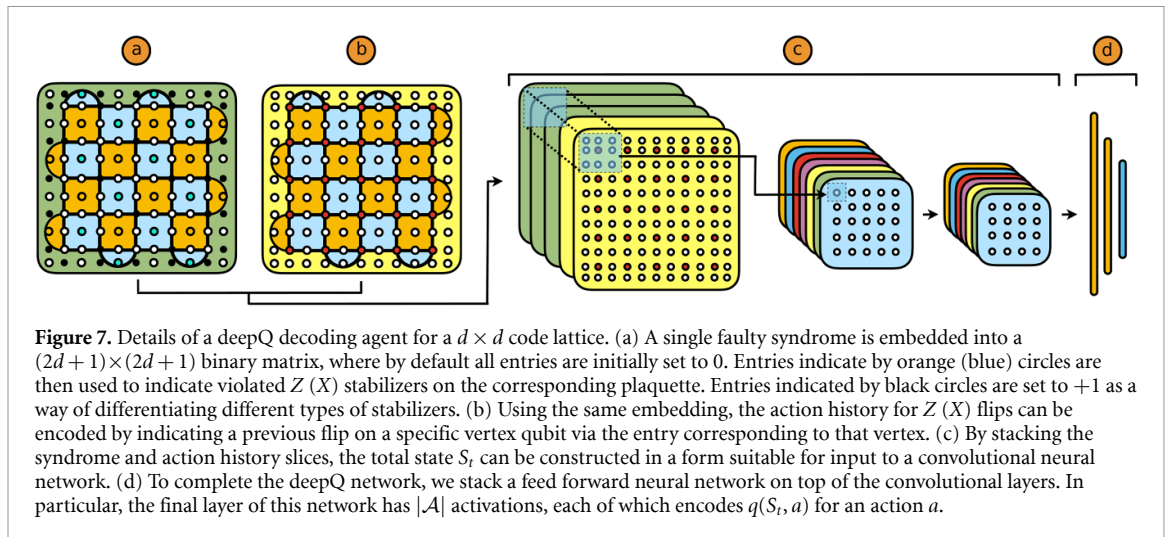 a b c d
Figure 7. Details of a deepQ decoding agent for a d × d code lattice. (a) A single faulty syndrome is embedded into a
(2d + 1)×(2d + 1) binary matrix, where by default all entries are initially set to 0. Entries indicate by orange (blue) circles are
then used to indicate violated Z (X) stabilizers on the corresponding plaquette. Entries indicated by black circles are set to +1 as a
way of differentiating different types of stabilizers. (b) Using the same embedding, the action history for Z (X) flips can be
encoded by indicating a previous flip on a specific vertex qubit via the entry corresponding to that vertex. (c) By stacking the
syndrome and action history slices, the total state Sₜ can be constructed in a form suitable for input to a convolutional neural
network. (d) To complete the deepQ network, we stack a feed forward neural network on top of the convolutional layers. In
particular, the final layer of this network has |𝒜| activations, each of which encodes q(Sₜ, a) for an action a.